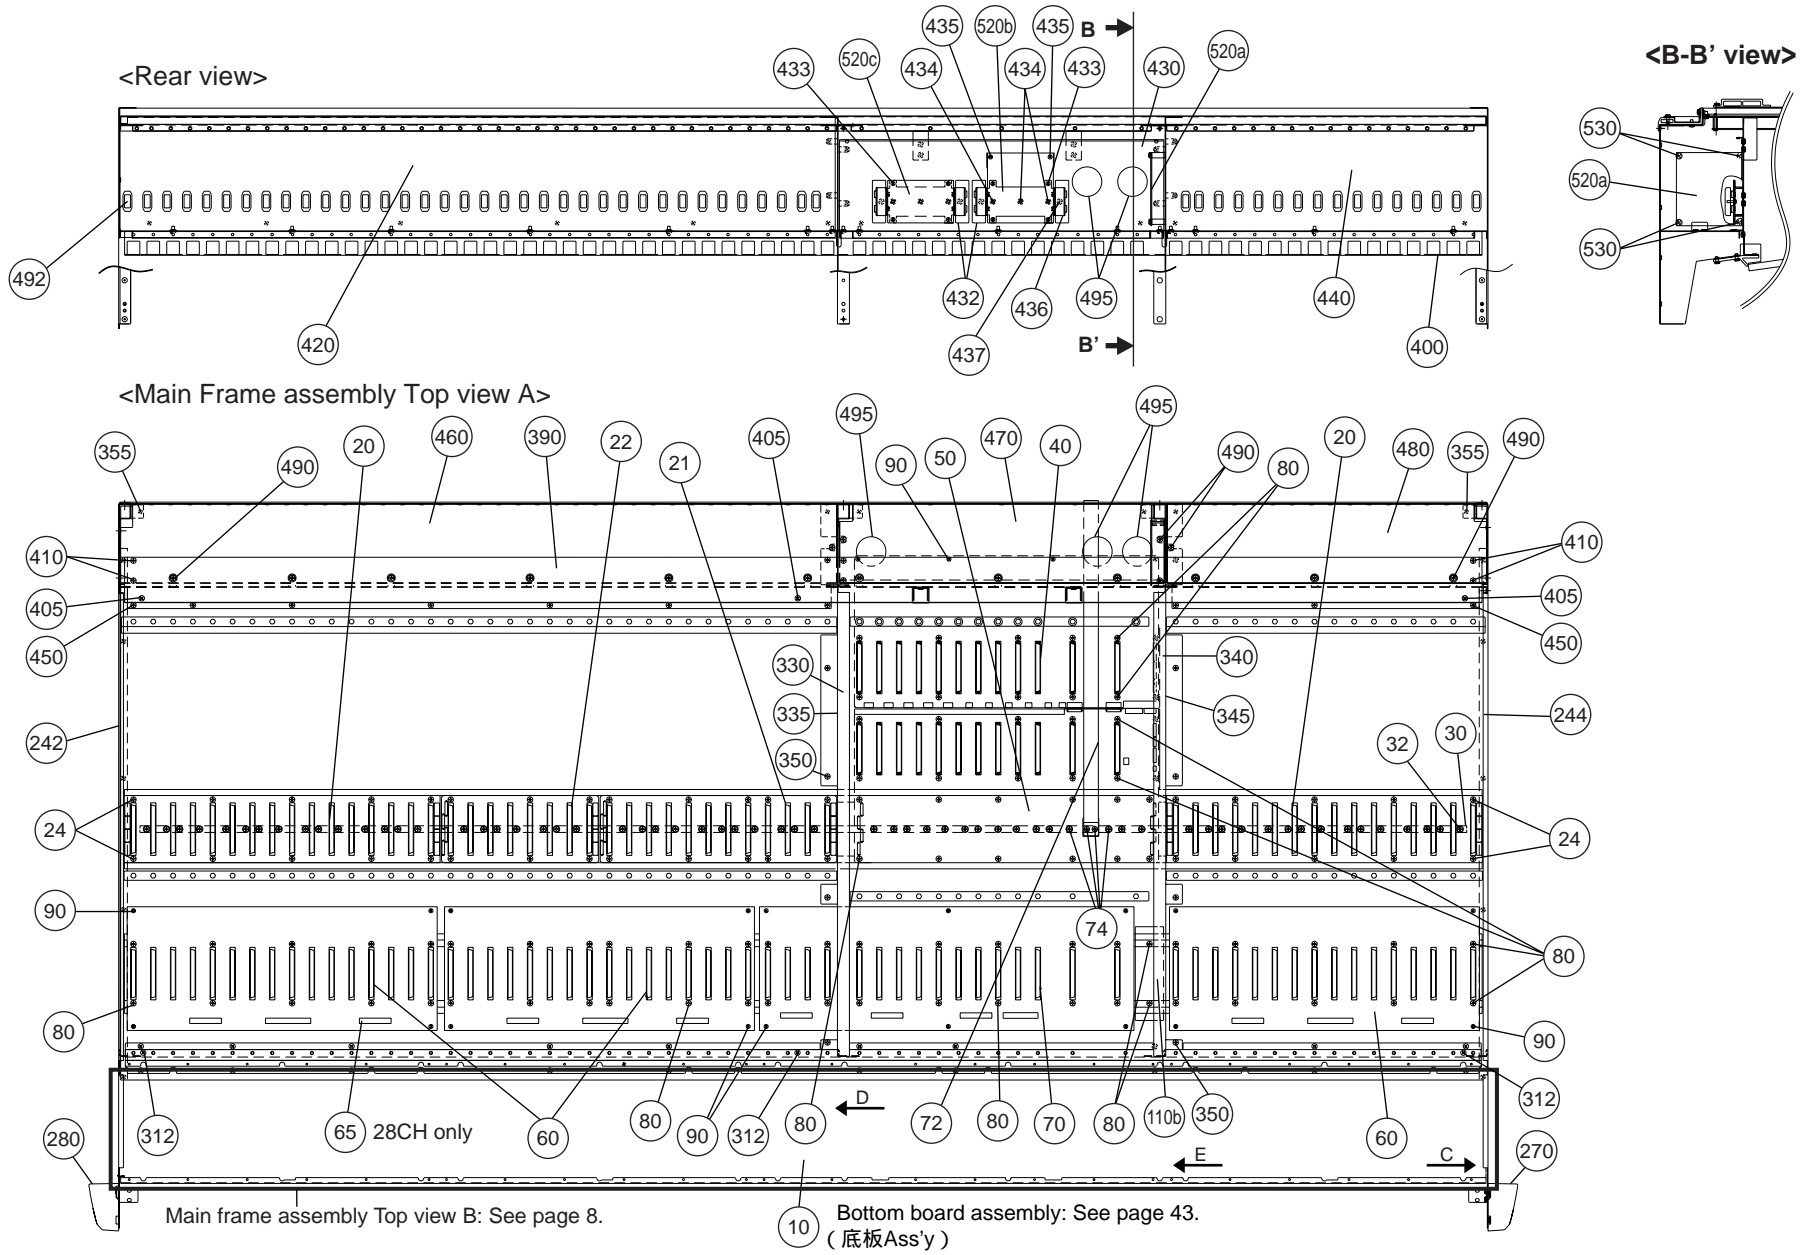 435 520b 435 B
520a
<Rear view>
433 520c 434 434 433 430
<B-B' view>
530
520a
530
492
432 436 495 440
420 437 B' 400
<Main Frame assembly Top view A>
495 495
355 490 20 460 390 22 21 405 90 50 470 40 490 80 20 480 355 490
410 410
405 405
450 450
330 340
335 345
242 244
350 32 30
24 24
90 74
80 80
80 90
312
D
280 312 65 28CH only 60 80 90 312 80 72 80 70 80 110b 350 60
E C 270
Main frame assembly Top view B: See page 8.
10 Bottom board assembly: See page 43.
(底板Ass'y)